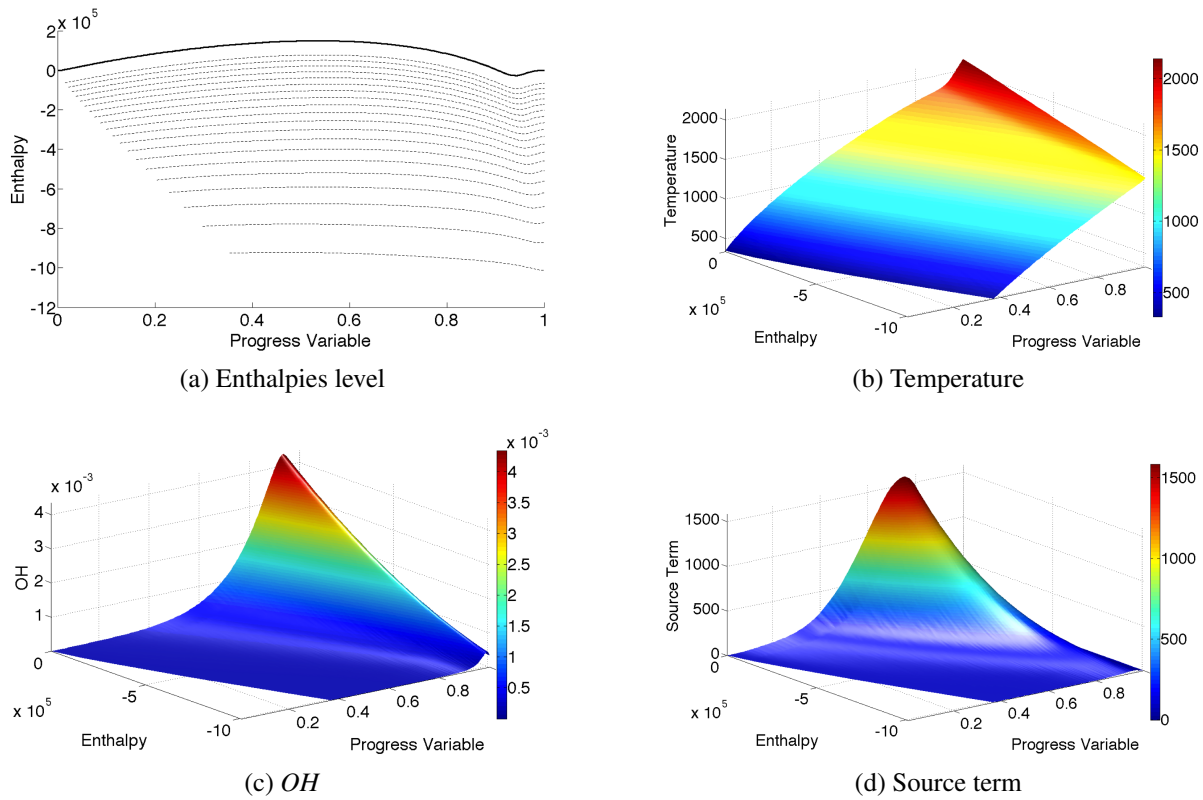 x 10^5
2
0
-2
-4
-6
-8
-10
-12
Enthalpy
0 0.2 0.4 0.6 0.8 1
Progress Variable
(a) Enthalpies level
2000
1500
1000
500
Temperature
0
-5
-10
x 10^5
Enthalpy
0.2 0.4 0.6 0.8
Progress Variable
2000
1500
1000
500
(b) Temperature
x 10^-3
4
3
2
1
OH
0
-5
-10
x 10^5
Enthalpy
0.2 0.4 0.6 0.8
Progress Variable
x 10^-3
4
3.5
3
2.5
2
1.5
1
0.5
(c) OH
1500
1000
500
0
Source Term
0
-5
-10
x 10^5
Enthalpy
0.2 0.4 0.6 0.8
Progress Variable
1500
1000
500
0
(d) Source term